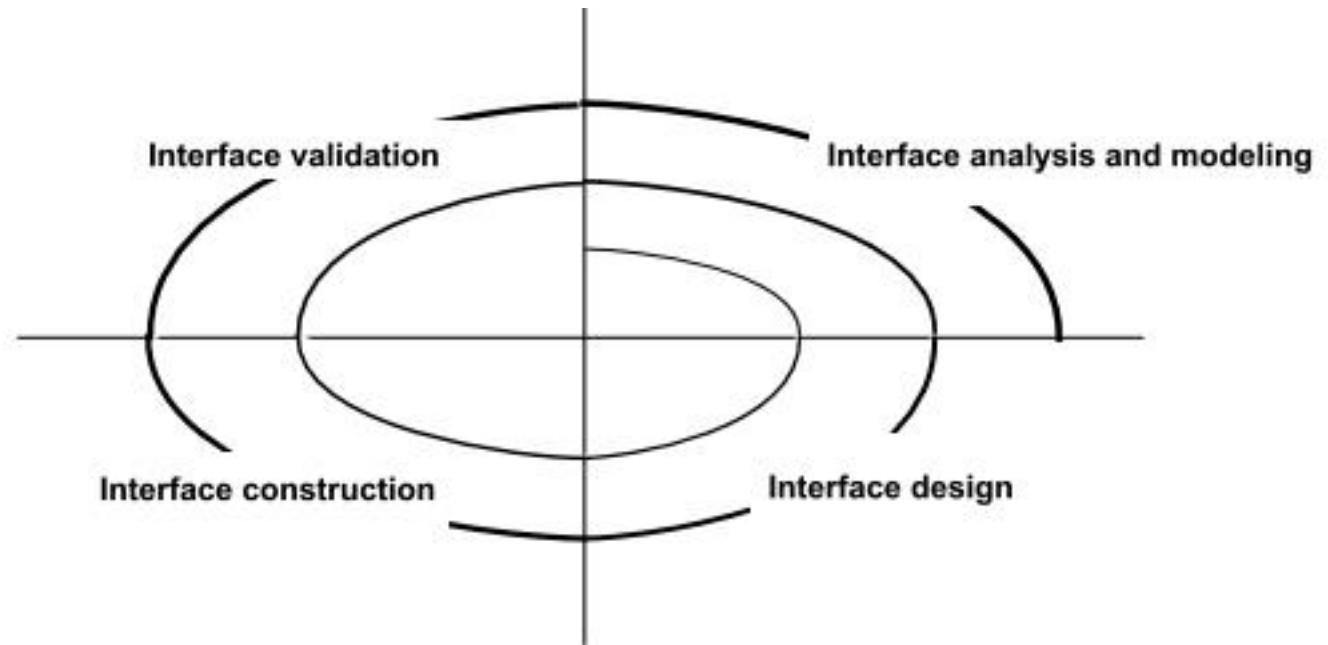 Interface validation
Interface analysis and modeling
Interface construction
Interface design